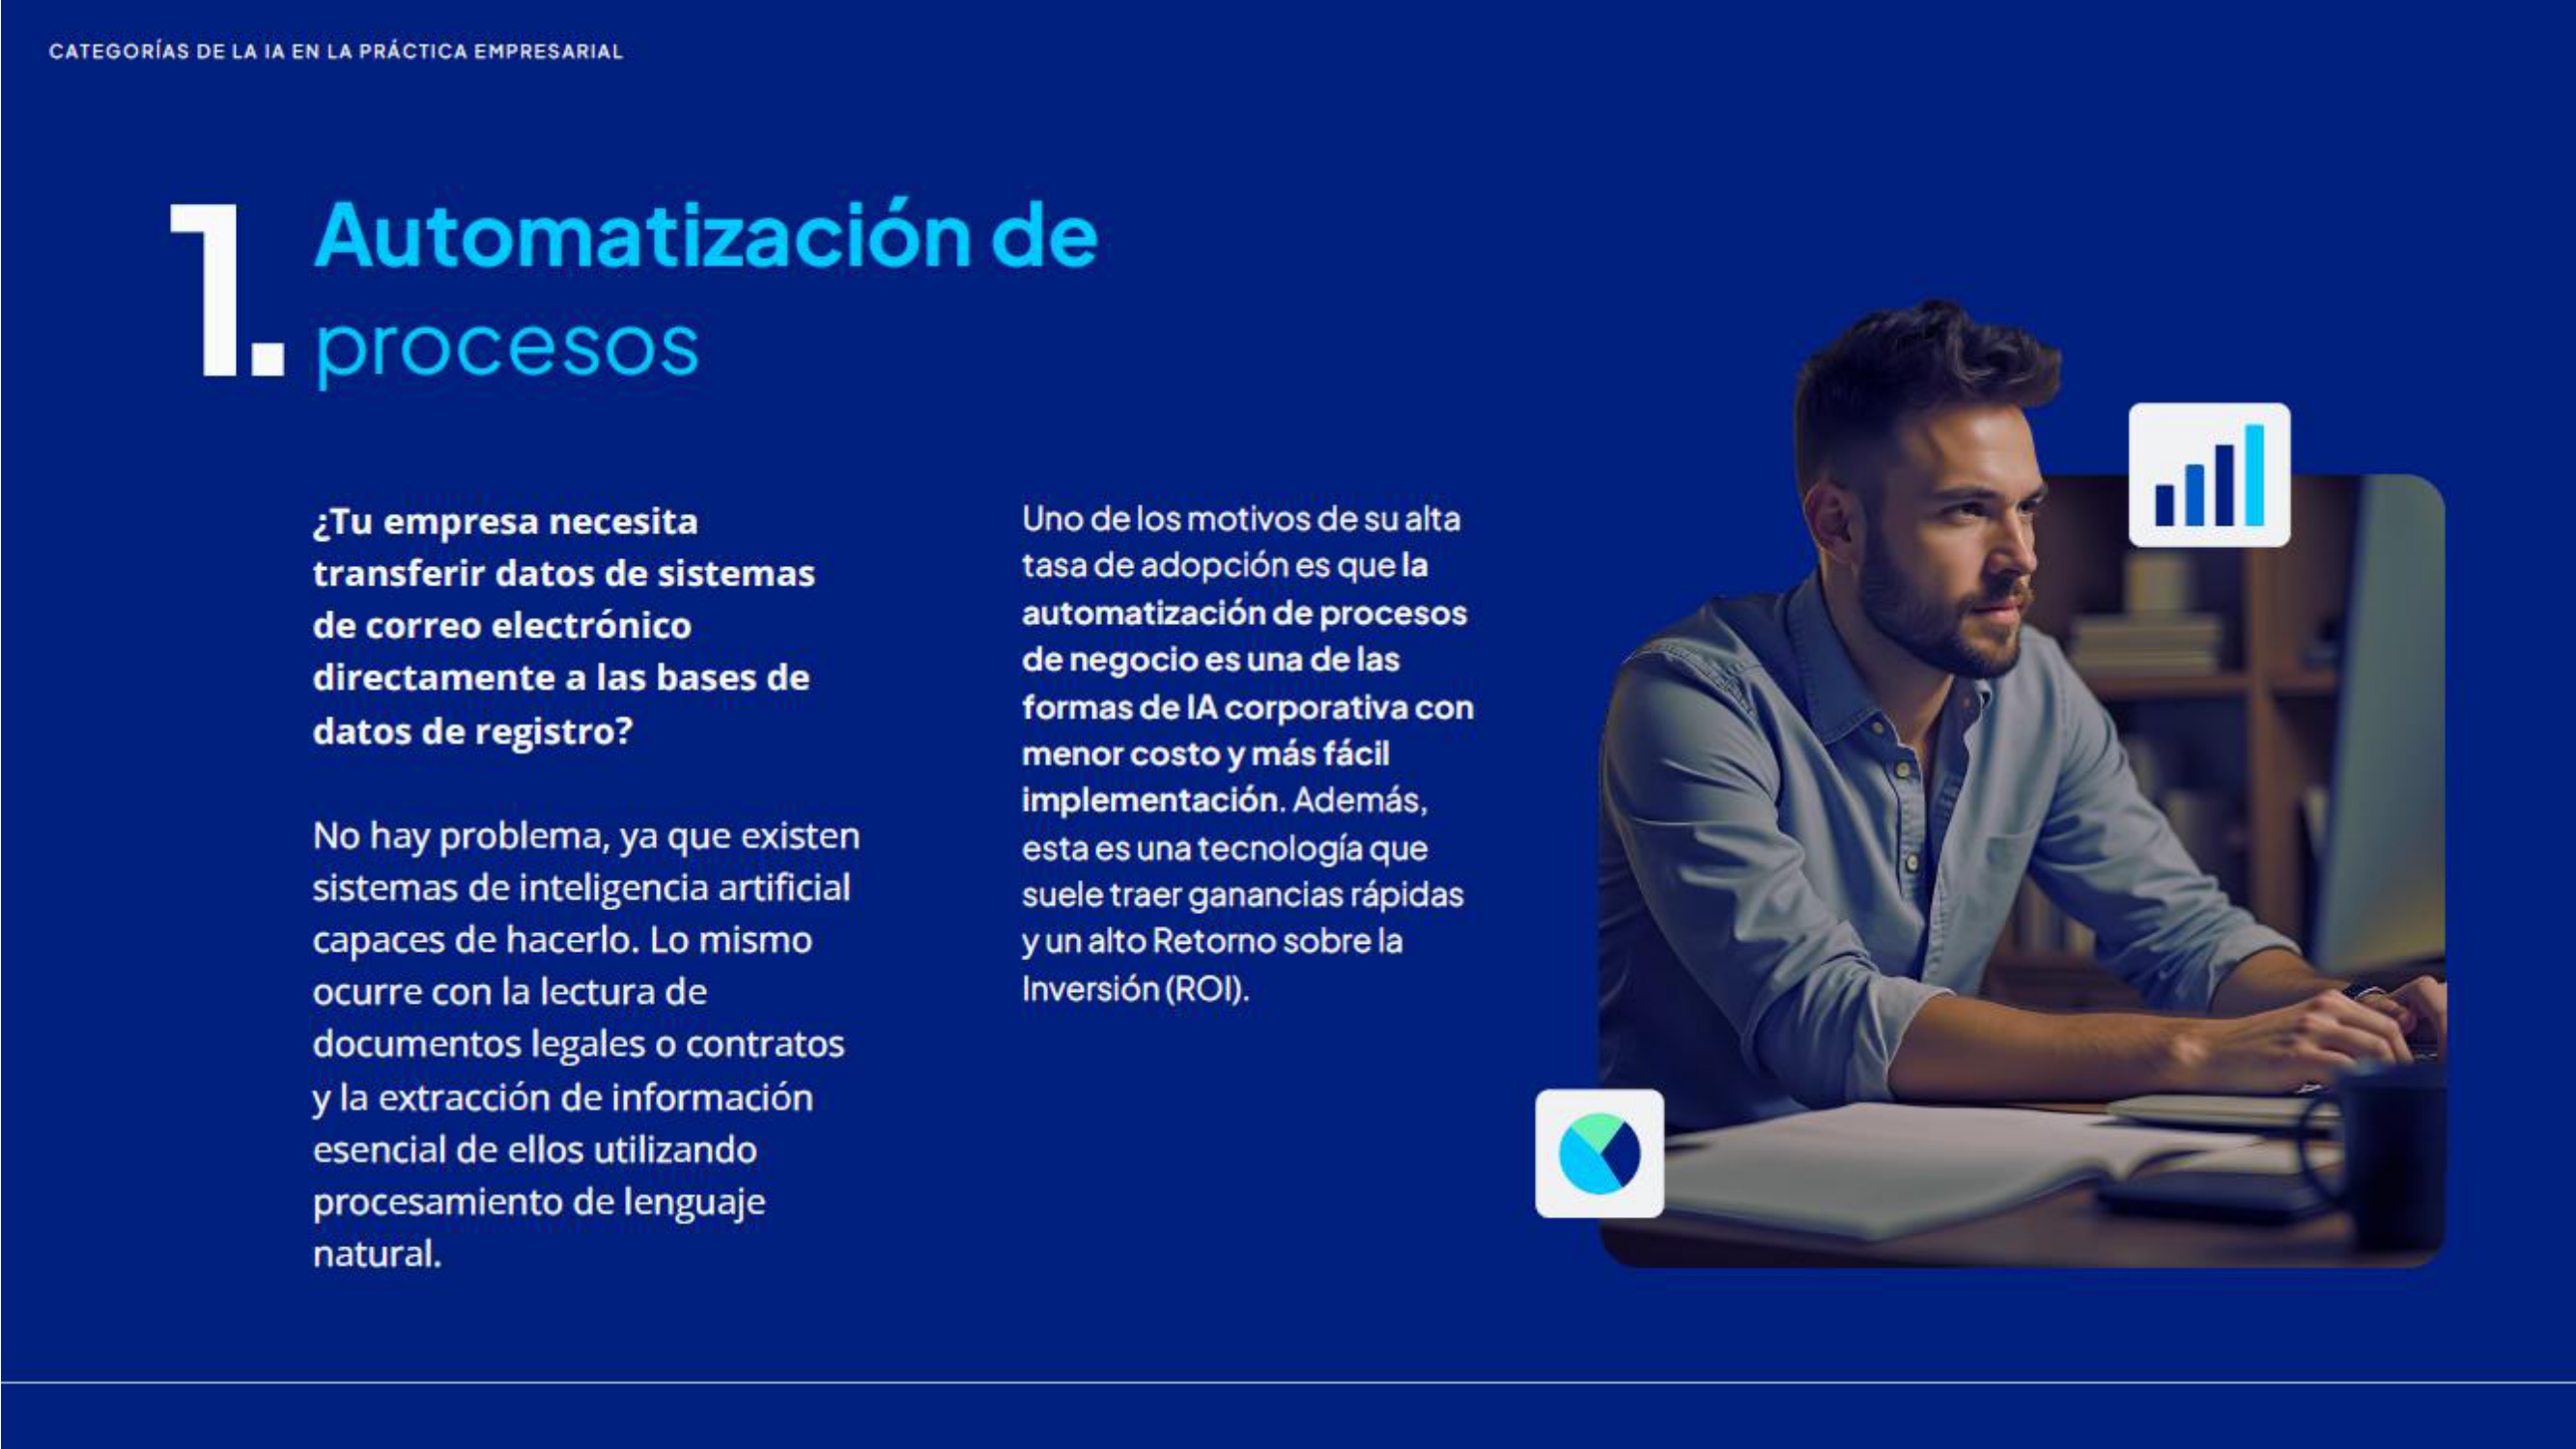 CATEGORÍAS DE LA IA EN LA PRÁCTICA EMPRESARIAL
1.
Automatización de
procesos
¿Tu empresa necesita
transferir datos de sistemas
de correo electrónico
directamente a las bases de
datos de registro?
No hay problema, ya que existen
sistemas de inteligencia artificial
capaces de hacerlo. Lo mismo
ocurre con la lectura de
documentos legales o contratos
y la extracción de información
esencial de ellos utilizando
procesamiento de lenguaje
natural.
Uno de los motivos de su alta
tasa de adopción es que la
automatización de procesos
de negocio es una de las
formas de IA corporativa con
menor costo y más fácil
implementación. Además,
esta es una tecnología que
suele traer ganancias rápidas
y un alto Retorno sobre la
Inversión (ROI).